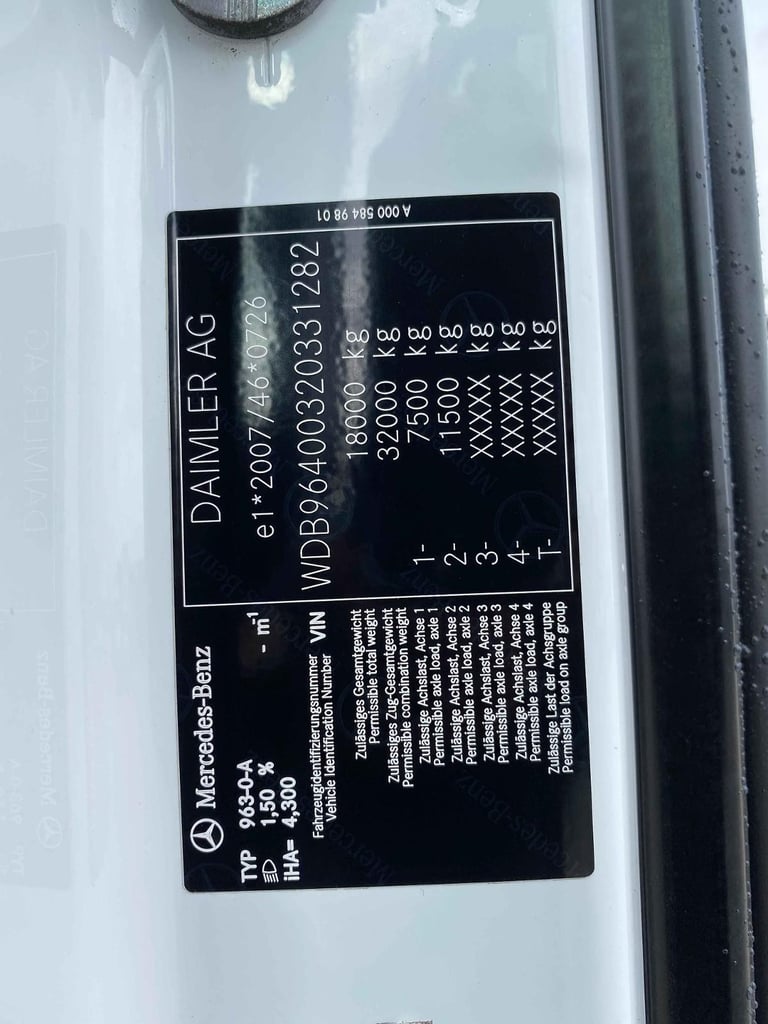 Mercedes-Benz
DAIMLER AG
TYP 963-0-A
1,50 % - m⁻¹
e1*2007/46*0726
iHA= 4,300
Fahrzeugidentifizierungsnummer
Vehicle Identification Number VIN
WDB96400320331282
Zulässiges Gesamtgewicht
Permissible total weight
18000 kg
Zulässiges Zug-Gesamtgewicht
Permissible combination weight
32000 kg
Zulässige Achslast, Achse 1
Permissible axle load, axle 1
1- 7500 kg
Zulässige Achslast, Achse 2
Permissible axle load, axle 2
2- 11500 kg
Zulässige Achslast, Achse 3
Permissible axle load, axle 3
3- XXXXX kg
Zulässige Achslast, Achse 4
Permissible axle load, axle 4
4- XXXXX kg
Zulässige Last der Achsgruppe
Permissible load on axle group
T- XXXXX kg
A 000 584 98 01